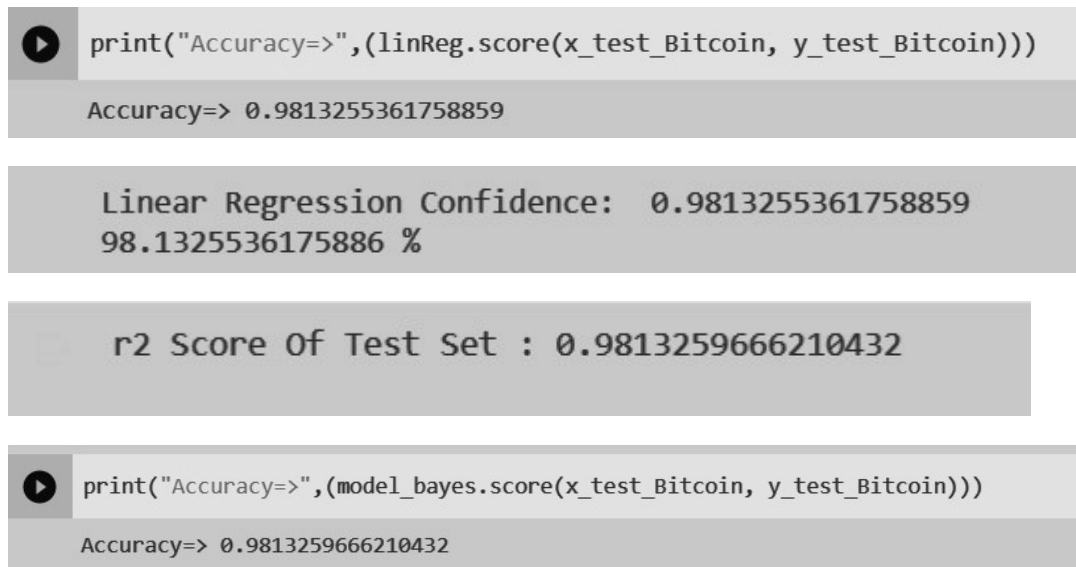 print("Accuracy=>",(linReg.score(x_test_Bitcoin, y_test_Bitcoin)))
Accuracy=> 0.9813255361758859
Linear Regression Confidence:  0.9813255361758859
98.1325536175886 %
r2 Score Of Test Set : 0.9813259666210432
print("Accuracy=>",(model_bayes.score(x_test_Bitcoin, y_test_Bitcoin)))
Accuracy=> 0.9813259666210432